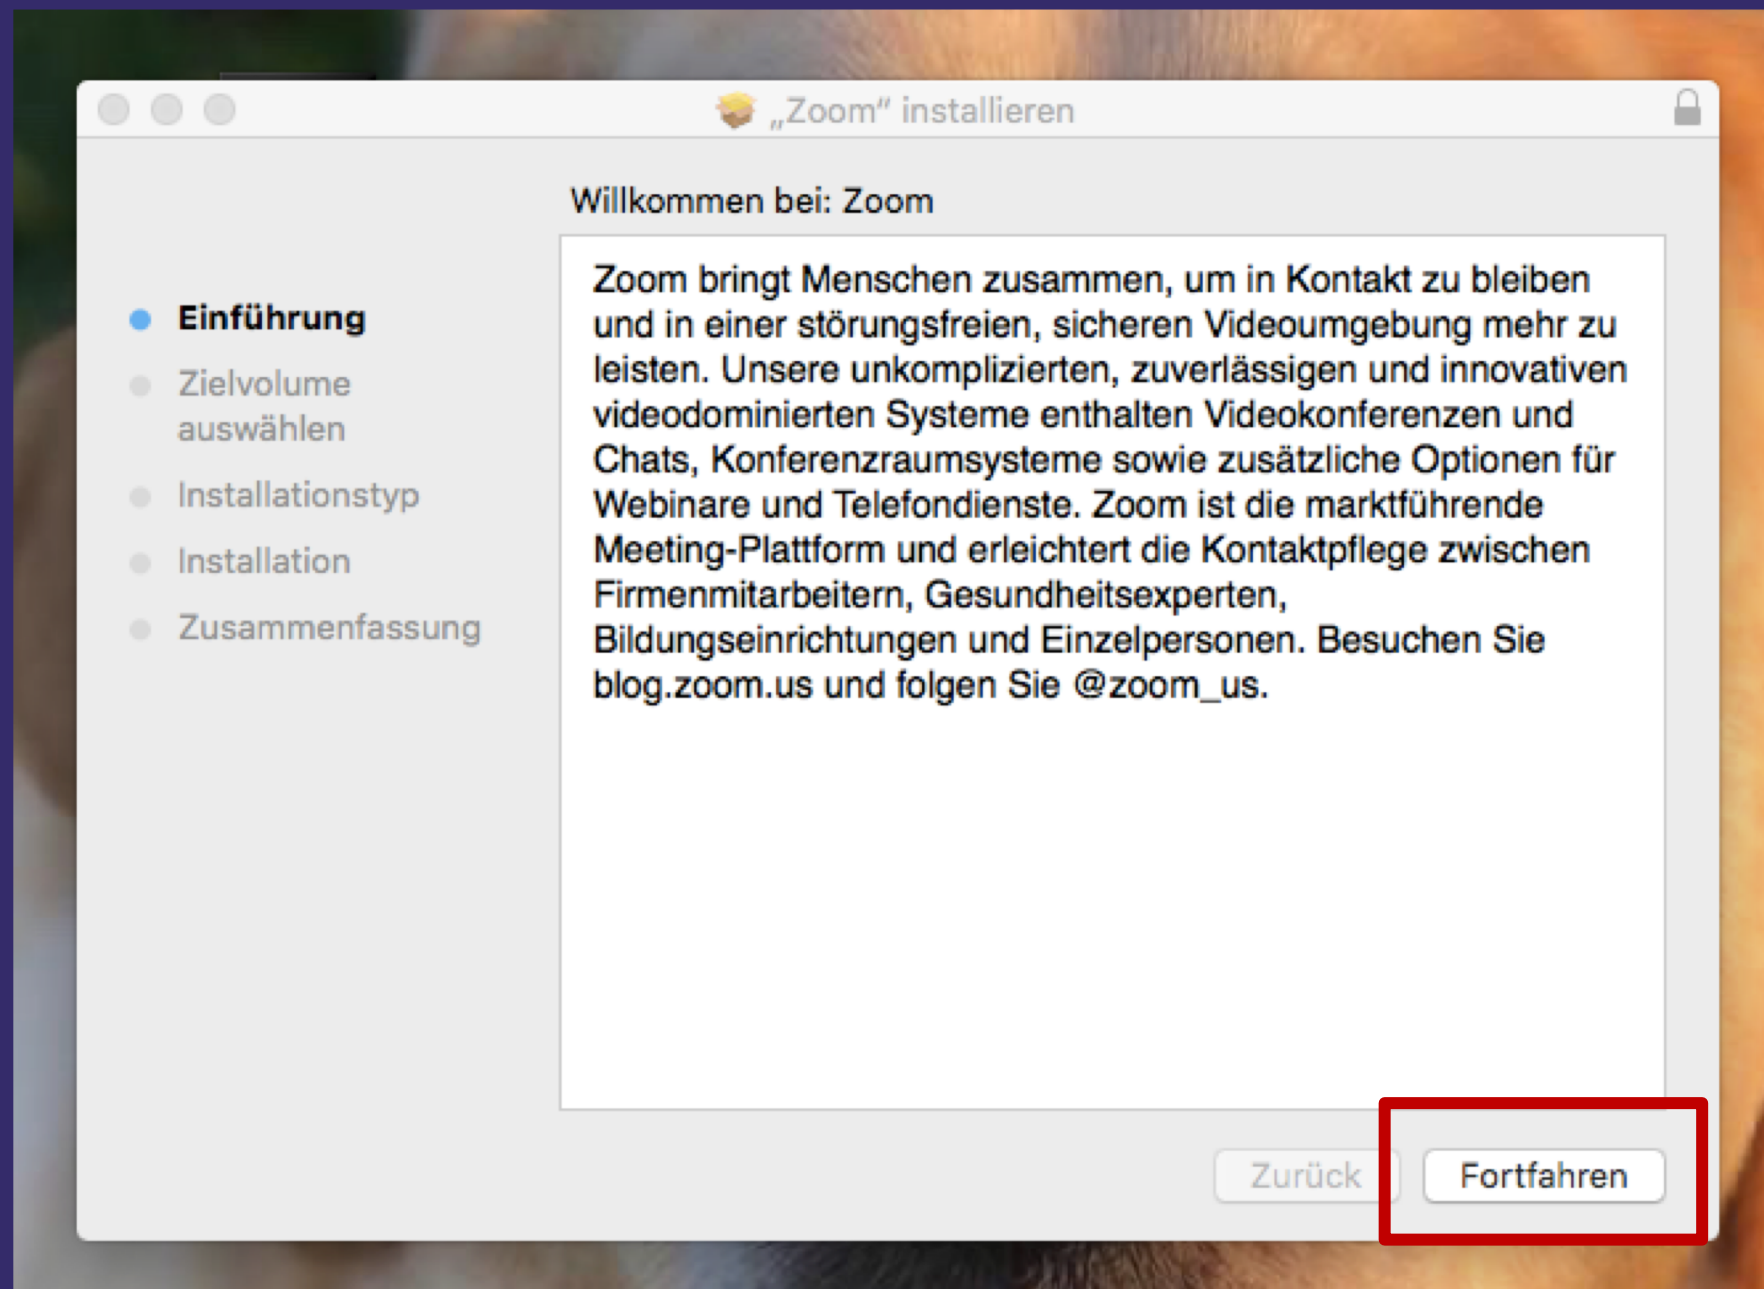 „Zoom“ installieren
Willkommen bei: Zoom
Einführung
Zielvolume
auswählen
Installationstyp
Installation
Zusammenfassung
Zoom bringt Menschen zusammen, um in Kontakt zu bleiben
und in einer störungsfreien, sicheren Videoumgebung mehr zu
leisten. Unsere unkomplizierten, zuverlässigen und innovativen
videodominierten Systeme enthalten Videokonferenzen und
Chats, Konferenzraumsysteme sowie zusätzliche Optionen für
Webinare und Telefondienste. Zoom ist die marktführende
Meeting-Plattform und erleichtert die Kontaktpflege zwischen
Firmenmitarbeitern, Gesundheitsexperten,
Bildungseinrichtungen und Einzelpersonen. Besuchen Sie
blog.zoom.us und folgen Sie @zoom_us.
Zurück
Fortfahren